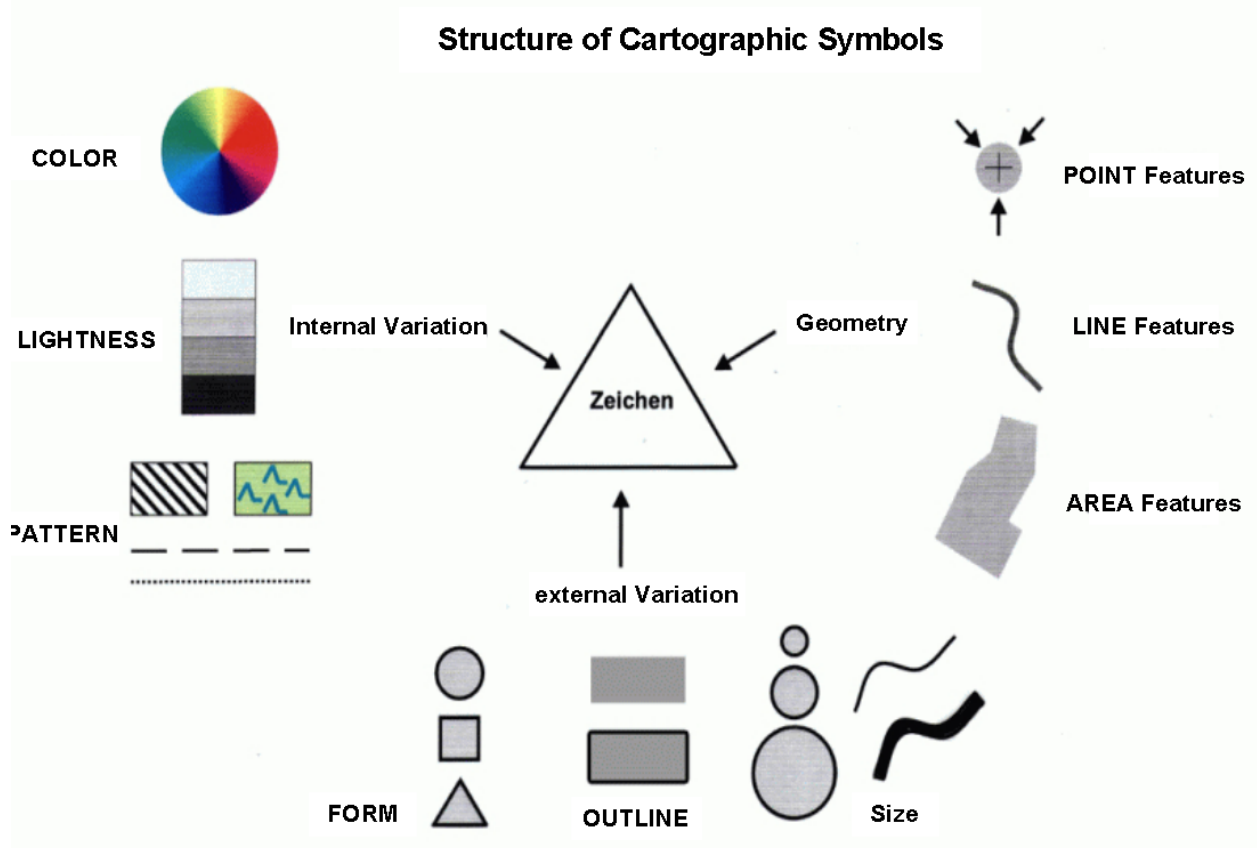 Structure of Cartographic Symbols
COLOR
POINT Features
Internal Variation
Geometry
LIGHTNESS
LINE Features
Zeichen
AREA Features
PATTERN
external Variation
FORM
OUTLINE
Size